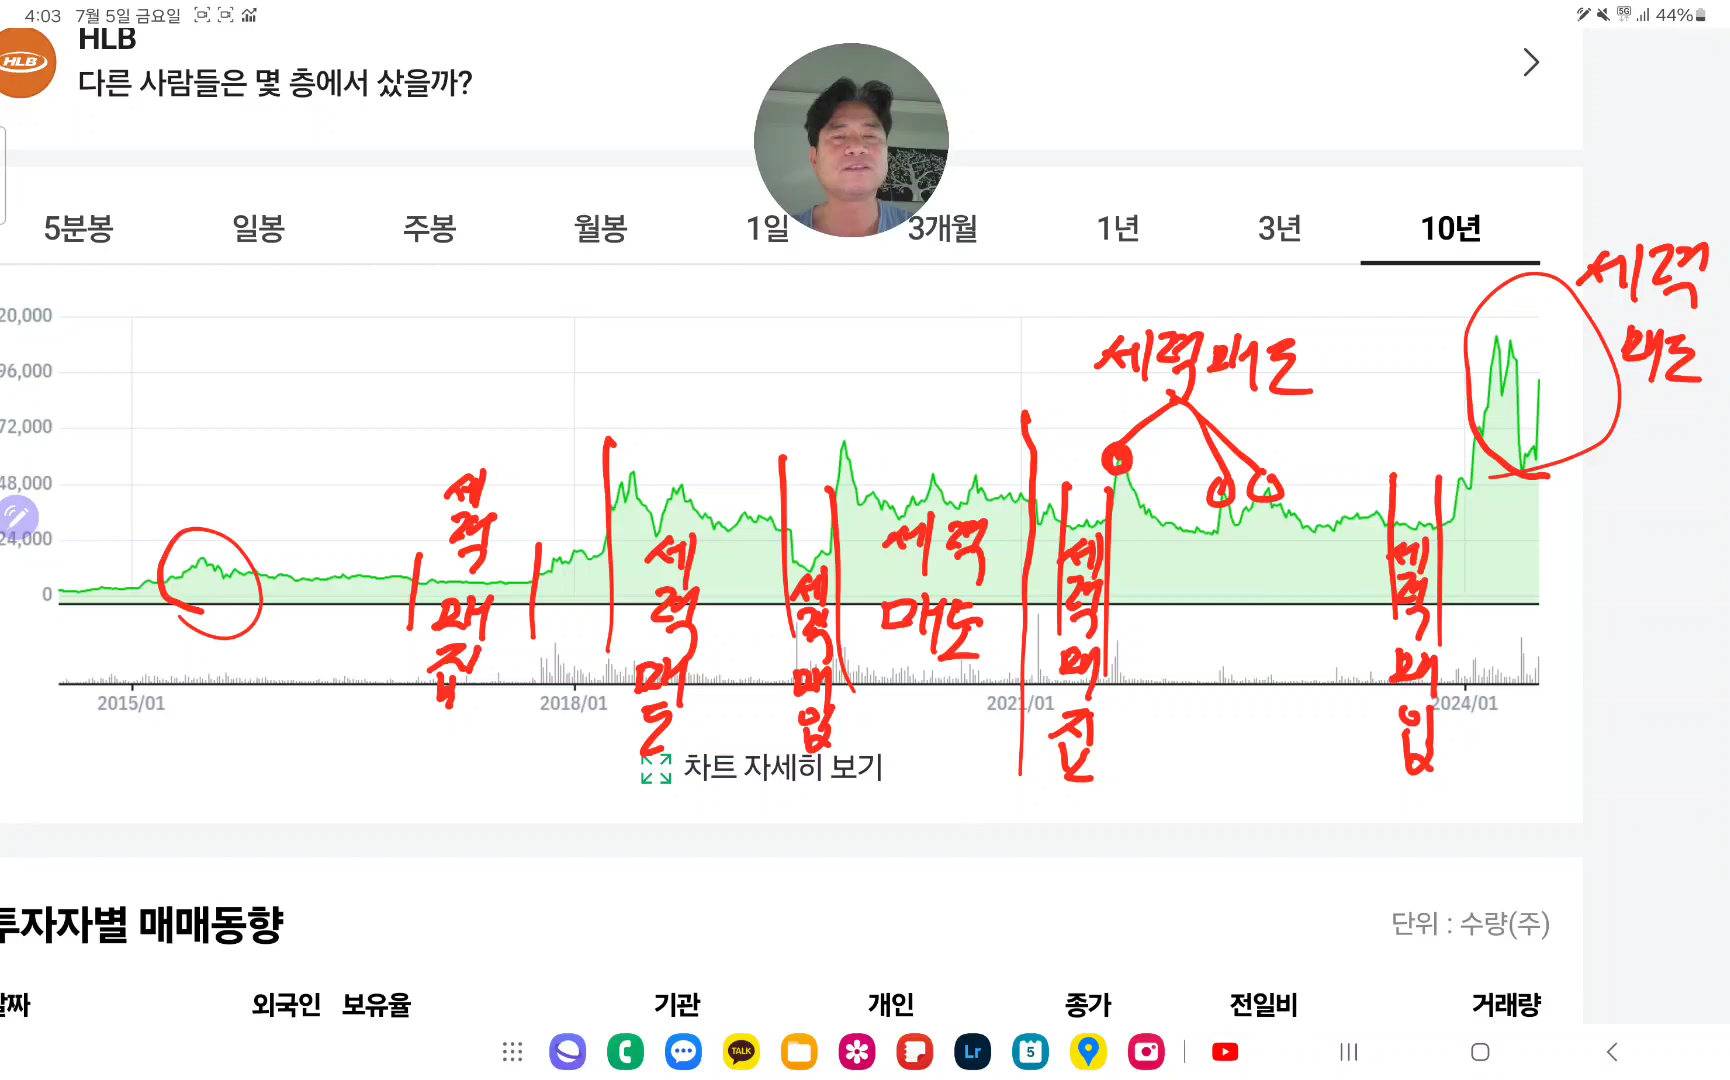 4:03 7월 5일 금요일
5G 44%
HLB
HLB
다른 사람들은 몇 층에서 샀을까?
5분봉 일봉 주봉 월봉 1일 3개월 1년 3년 10년
20,000
96,000
72,000
48,000
24,000
0
세력
매도
세력매도
세력매집
세력매도
세력매입
세력
매도
세력매집
세력매입
2015/01 2018/01 2021/01 2024/01
차트 자세히 보기
투자자별 매매동향
단위 : 수량(주)
날짜 외국인 보유율 기관 개인 종가 전일비 거래량
TALK
Lr
5